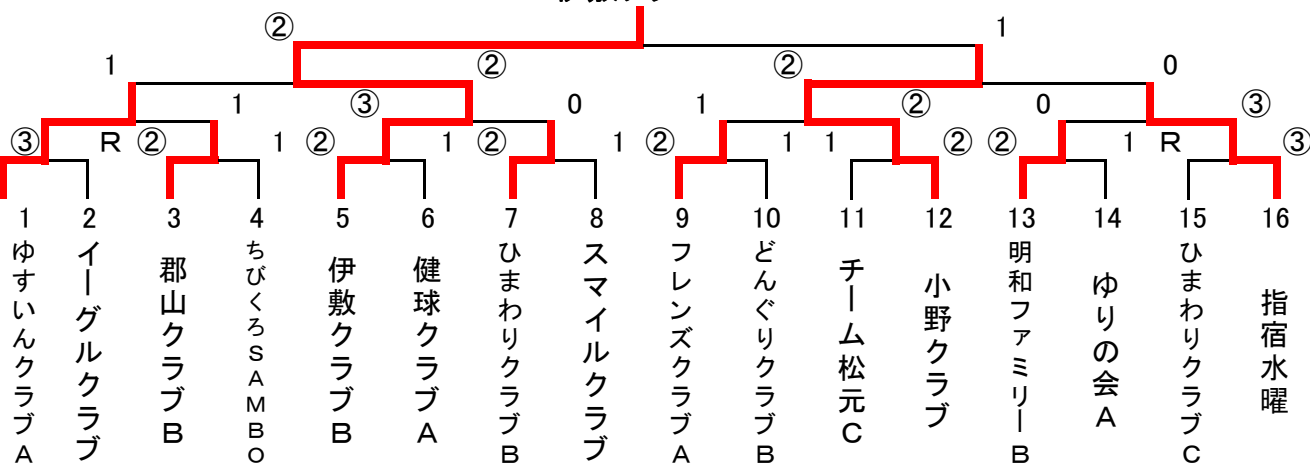 ② 1
1 ② ② 0
1 ③ 0 1 ② 0 ③
③ R ② 1 ② 1 ② 1 ② 1 1 ② ② 1 R ③
1 2 3 4 5 6 7 8 9 10 11 12 13 14 15 16
ゆすいんクラブA
イーグルクラブ
郡山クラブB
ちびくろSAMBO
伊敷クラブB
健球クラブA
ひまわりクラブB
スマイルクラブ
フレンズクラブA
どんぐりクラブB
チーム松元C
小野クラブ
明和ファミリーB
ゆりの会A
ひまわりクラブC
指宿水曜